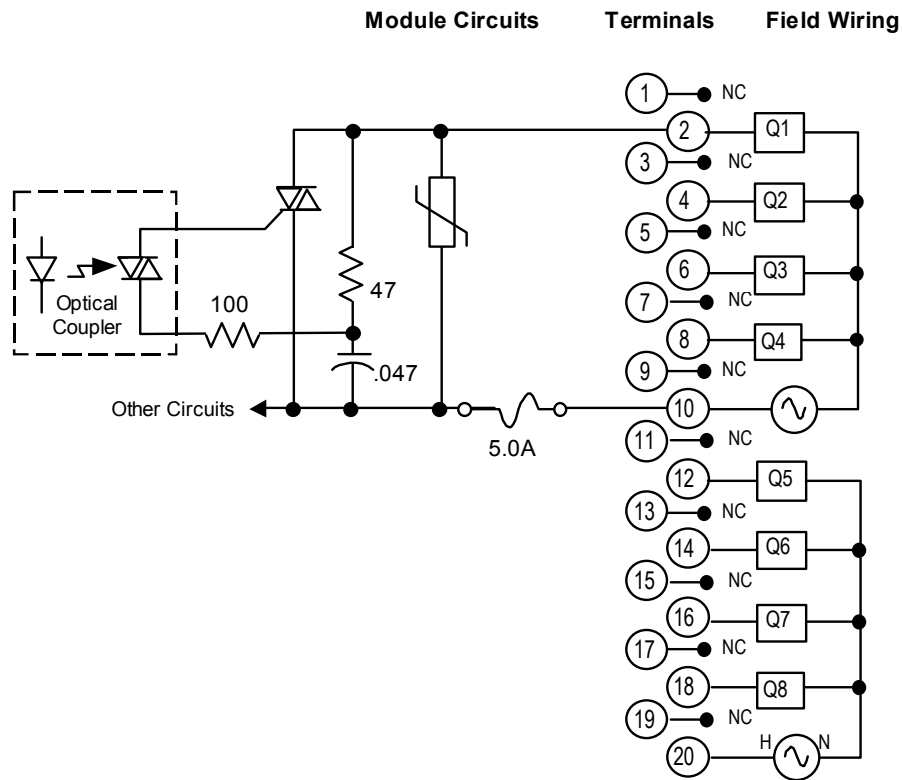 Module Circuits Terminals Field Wiring
1 NC
2 Q1
3 NC
4 Q2
5 NC
6 Q3
7 NC
8 Q4
9 NC
10
11 NC
12 Q5
13 NC
14 Q6
15 NC
16 Q7
17 NC
18 Q8
19 NC
20 H N
Optical
Coupler
100
47
.047
Other Circuits
5.0A